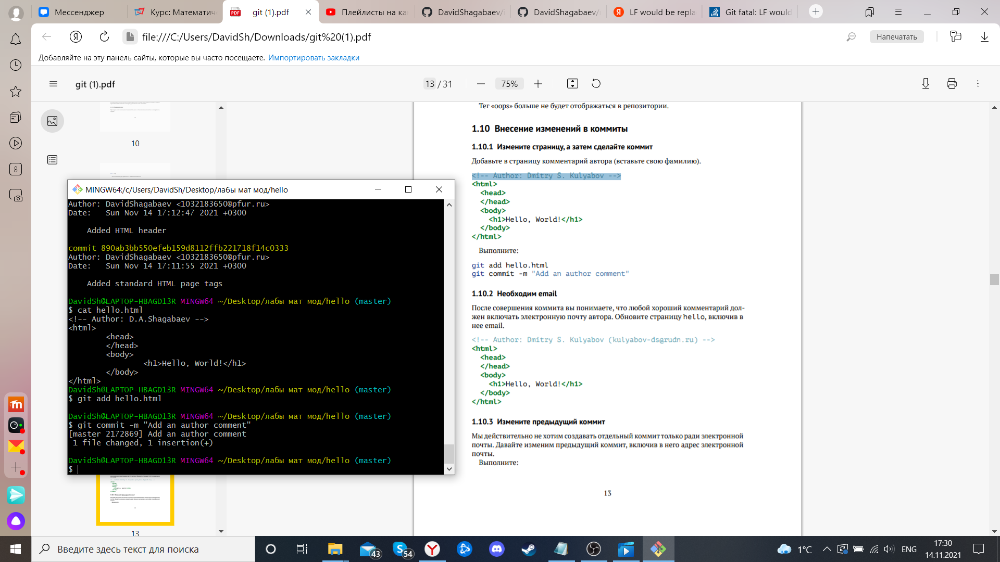 Мессенджер
Курс: Математич
git (1).pdf
Плейлисты на ка
DavidShagabaev/
DavidShagabaev/
LF would be repla
Git fatal: LF would
file:///C:/Users/DavidSh/Downloads/git%20(1).pdf
Напечатать
Добавляйте на эту панель сайты, которые вы часто посещаете. Импортировать закладки
git (1).pdf
13 / 31
75%
8
10
13
MINGW64:/c/Users/DavidSh/Desktop/лабы мат мод/hello
Author: DavidShagabaev <1032183650@pfur.ru>
Date:   Sun Nov 14 17:12:47 2021 +0300
Added HTML header
commit 890ab3bb550efeb159d8112ffb221718f14c0333
Author: DavidShagabaev <1032183650@pfur.ru>
Date:   Sun Nov 14 17:11:55 2021 +0300
Added standard HTML page tags
DavidSh@LAPTOP-HBAGD13R MINGW64 ~/Desktop/лабы мат мод/hello (master)
$ cat hello.html
<!-- Author: D.A.Shagabaev -->
<html>
<head>
</head>
<body>
<h1>Hello, World!</h1>
</body>
</html>
DavidSh@LAPTOP-HBAGD13R MINGW64 ~/Desktop/лабы мат мод/hello (master)
$ git add hello.html
DavidSh@LAPTOP-HBAGD13R MINGW64 ~/Desktop/лабы мат мод/hello (master)
$ git commit -m "Add an author comment"
[master 2172869] Add an author comment
1 file changed, 1 insertion(+)
DavidSh@LAPTOP-HBAGD13R MINGW64 ~/Desktop/лабы мат мод/hello (master)
$
Тег «oops» больше не будет отображаться в репозитории.
1.10 Внесение изменений в коммиты
1.10.1 Измените страницу, а затем сделайте коммит
Добавьте в страницу комментарий автора (вставьте свою фамилию).
<!-- Author: Dmitry S. Kulyabov -->
<html>
<head>
</head>
<body>
<h1>Hello, World!</h1>
</body>
</html>
Выполните:
git add hello.html
git commit -m "Add an author comment"
1.10.2 Необходим email
После совершения коммита вы понимаете, что любой хороший комментарий дол-
жен включать электронную почту автора. Обновите страницу hello, включив в
нее email.
<!-- Author: Dmitry S. Kulyabov (kulyabov-ds@rudn.ru) -->
<html>
<head>
</head>
<body>
<h1>Hello, World!</h1>
</body>
</html>
1.10.3 Измените предыдущий коммит
Мы действительно не хотим создавать отдельный коммит только ради электронной
почты. Давайте изменим предыдущий коммит, включив в него адрес электронной
почты.
Выполните:
13
Введите здесь текст для поиска
43
54
1°C
ENG
17:30
14.11.2021